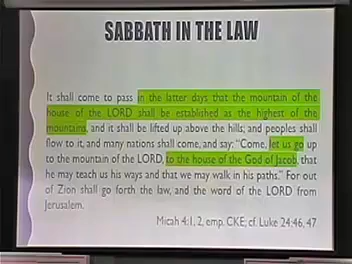 SABBATH IN THE LAW
It shall come to pass in the latter days that the mountain of the
house of the LORD shall be established as the highest of the
mountains, and it shall be lifted up above the hills; and peoples shall
flow to it, and many nations shall come, and say: "Come, let us go up
to the mountain of the LORD, to the house of the God of Jacob, that
he may teach us his ways and that we may walk in his paths." For out
of Zion shall go forth the law, and the word of the LORD from
Jerusalem.
Micah 4:1, 2, emp. CKE; cf. Luke 24:46, 47